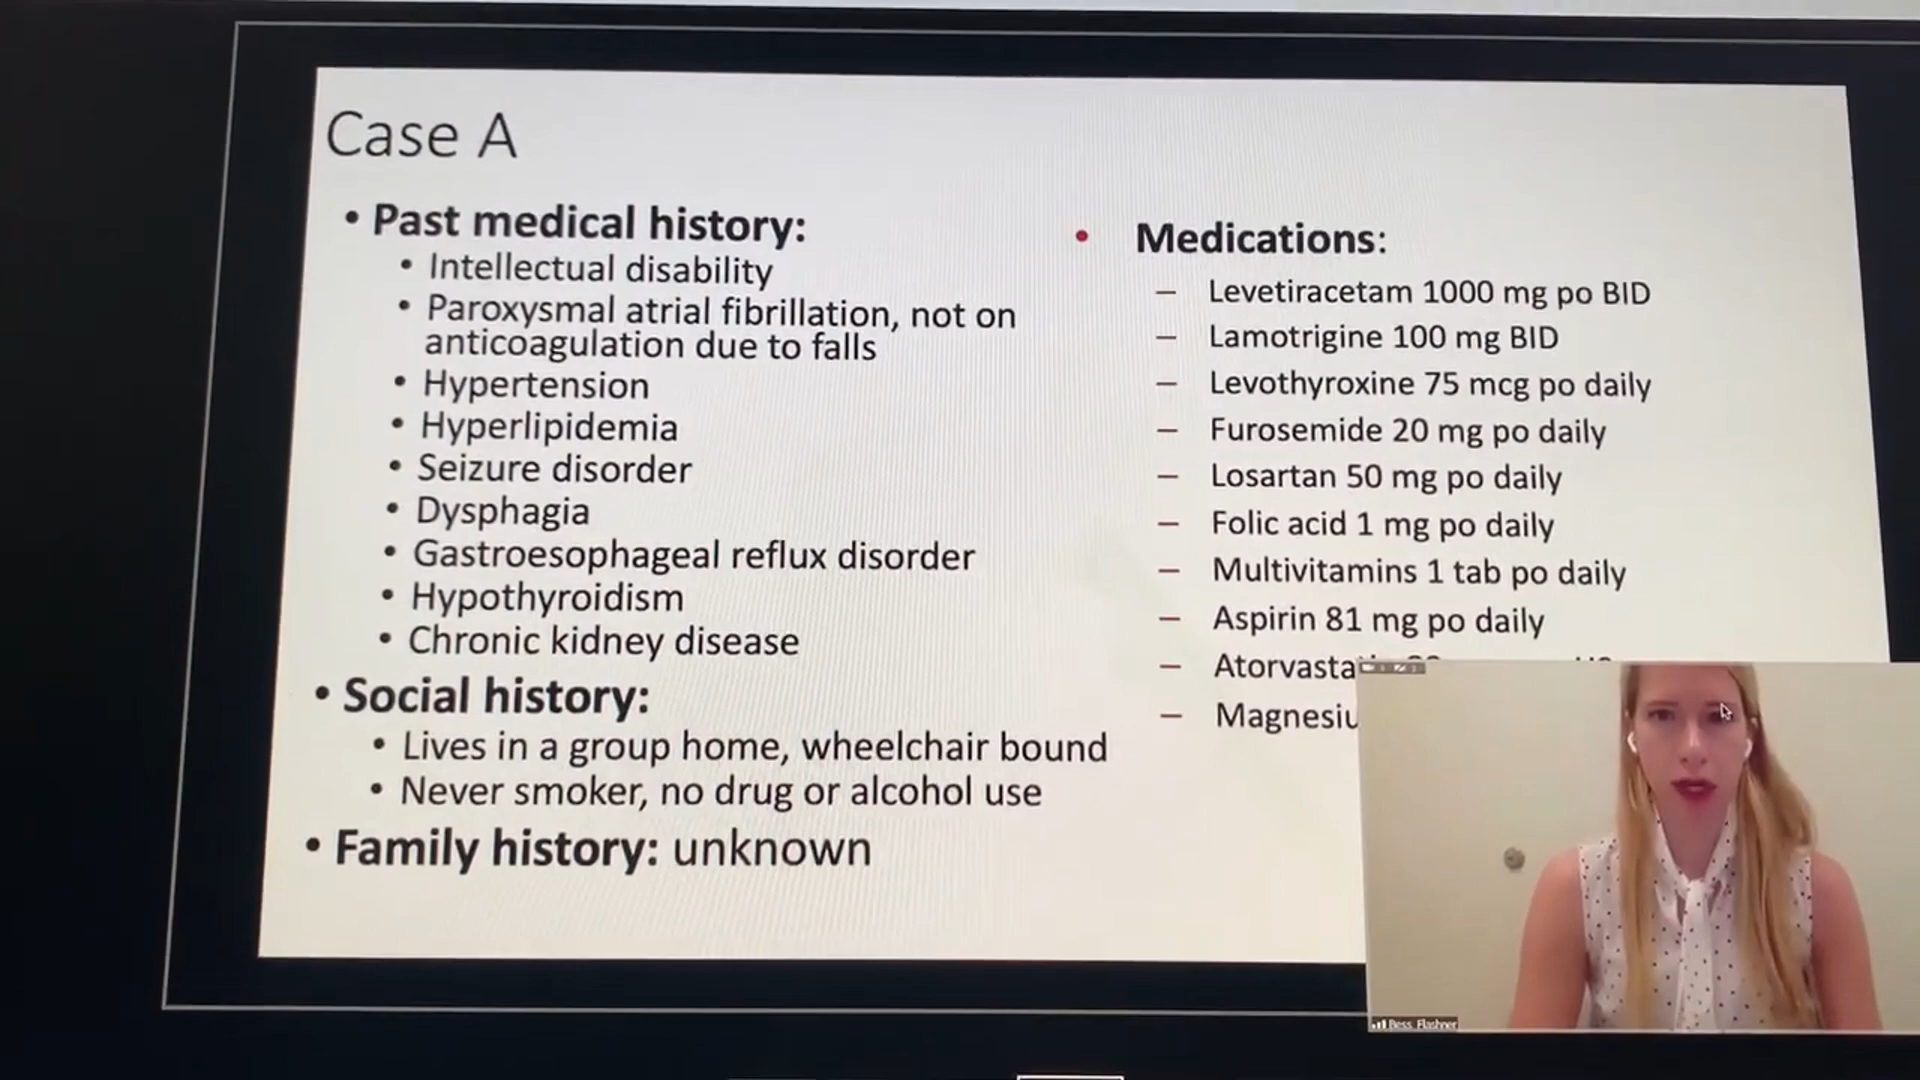 Case A
• Past medical history:
• Intellectual disability
• Paroxysmal atrial fibrillation, not on
anticoagulation due to falls
• Hypertension
• Hyperlipidemia
• Seizure disorder
• Dysphagia
• Gastroesophageal reflux disorder
• Hypothyroidism
• Chronic kidney disease
• Social history:
• Lives in a group home, wheelchair bound
• Never smoker, no drug or alcohol use
• Family history: unknown
• Medications:
– Levetiracetam 1000 mg po BID
– Lamotrigine 100 mg BID
– Levothyroxine 75 mcg po daily
– Furosemide 20 mg po daily
– Losartan 50 mg po daily
– Folic acid 1 mg po daily
– Multivitamins 1 tab po daily
– Aspirin 81 mg po daily
– Atorvasta
– Magnesiu
Bess Flashner